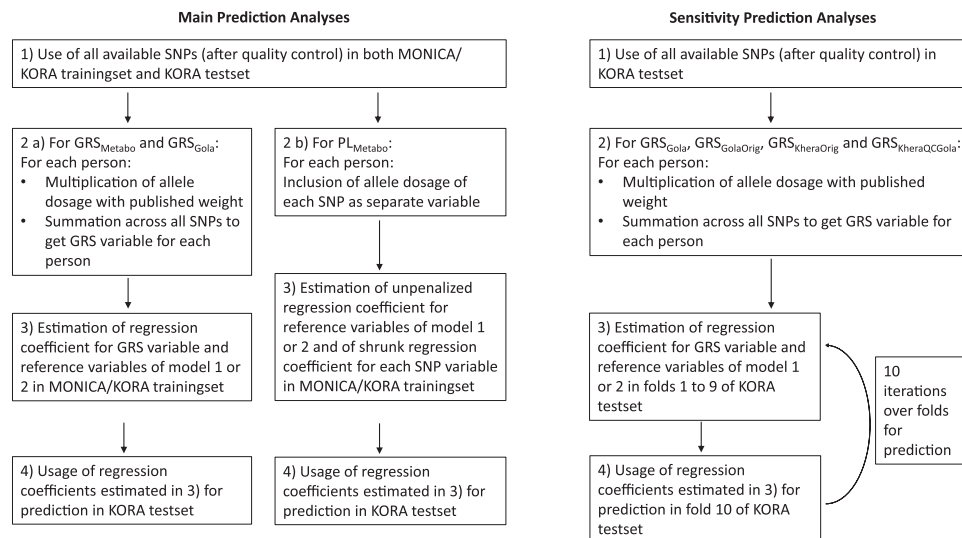 Main Prediction Analyses
1) Use of all available SNPs (after quality control) in both MONICA/
KORA trainingset and KORA testset
2 a) For GRSMetabo and GRSGola:
For each person:
• Multiplication of allele
dosage with published weight
• Summation across all SNPs to
get GRS variable for each
person
3) Estimation of regression
coefficient for GRS variable and
reference variables of model 1 or
2 in MONICA/KORA trainingset
4) Usage of regression
coefficients estimated in 3) for
prediction in KORA testset
2 b) For PLMetabo:
For each person:
Inclusion of allele dosage of
each SNP as separate variable
3) Estimation of unpenalized
regression coefficient for
reference variables of model 1
or 2 and of shrunk regression
coefficient for each SNP variable
in MONICA/KORA trainingset
4) Usage of regression
coefficients estimated in 3) for
prediction in KORA testset
Sensitivity Prediction Analyses
1) Use of all available SNPs (after quality control) in
KORA testset
2) For GRSGola, GRSGolaOrig, GRSKheraOrig and GRSKheraQCGola:
For each person:
• Multiplication of allele dosage with published
weight
• Summation across all SNPs to get GRS variable for
each person
3) Estimation of regression
coefficient for GRS variable and
reference variables of model 1
or 2 in folds 1 to 9 of KORA
testset
10
iterations
over folds
for
prediction
4) Usage of regression
coefficients estimated in 3) for
prediction in fold 10 of KORA
testset